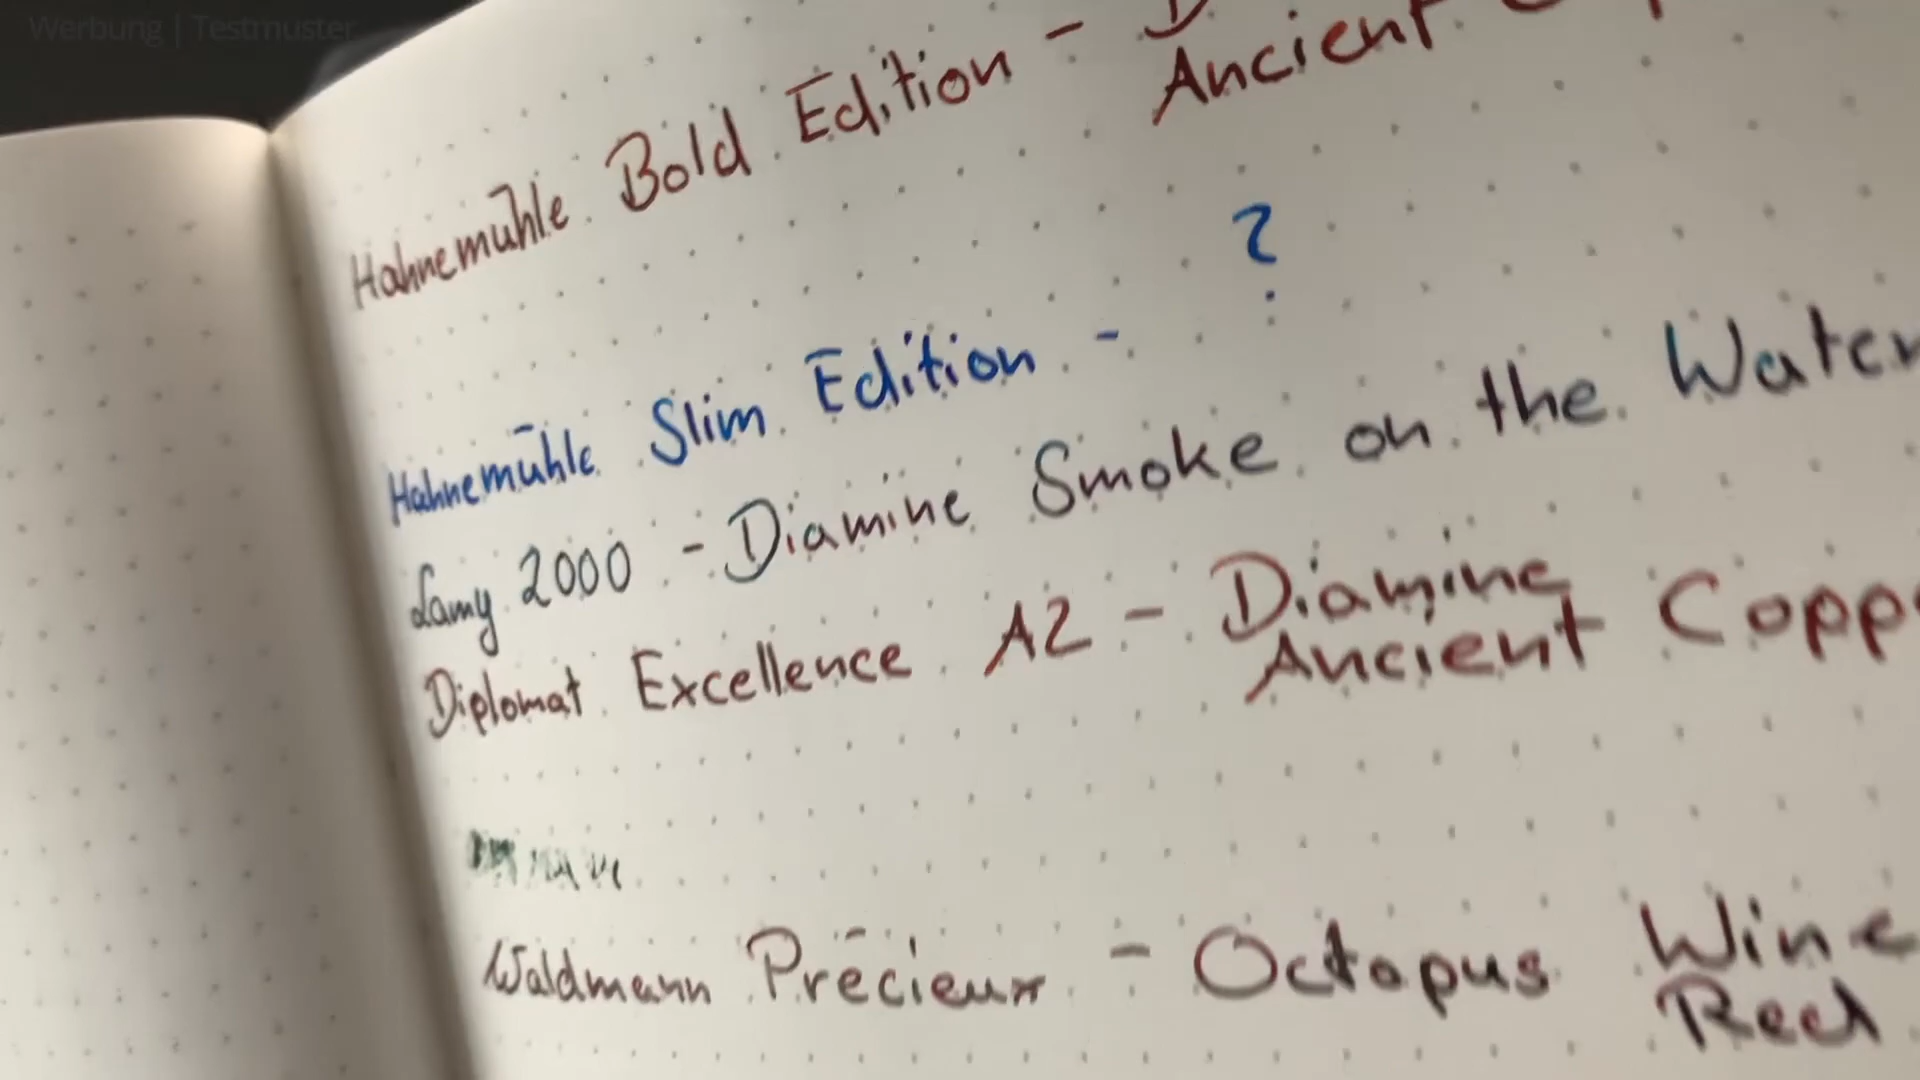 Werbung | Testmuster
Hahnemühle Bold Edition -
Ancient
Hahnemühle Slim Edition - ?
Lamy 2000 - Diamine Smoke on the Water
Diplomat Excellence A2 - Diamine
Ancient Copp
Waldmann Précieux - Octopus Wine
Red